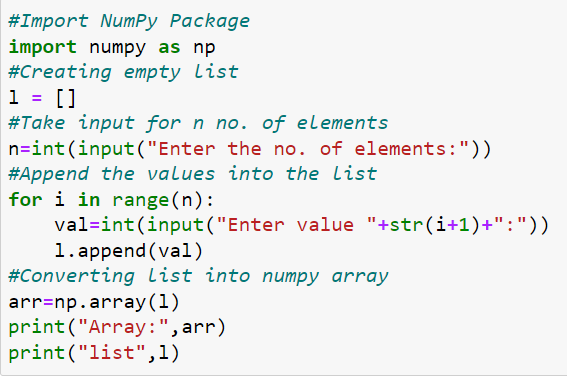 #Import NumPy Package
import numpy as np
#Creating empty list
l = []
#Take input for n no. of elements
n=int(input("Enter the no. of elements:"))
#Append the values into the list
for i in range(n):
    val=int(input("Enter value "+str(i+1)+":"))
    l.append(val)
#Converting list into numpy array
arr=np.array(l)
print("Array:",arr)
print("list",l)